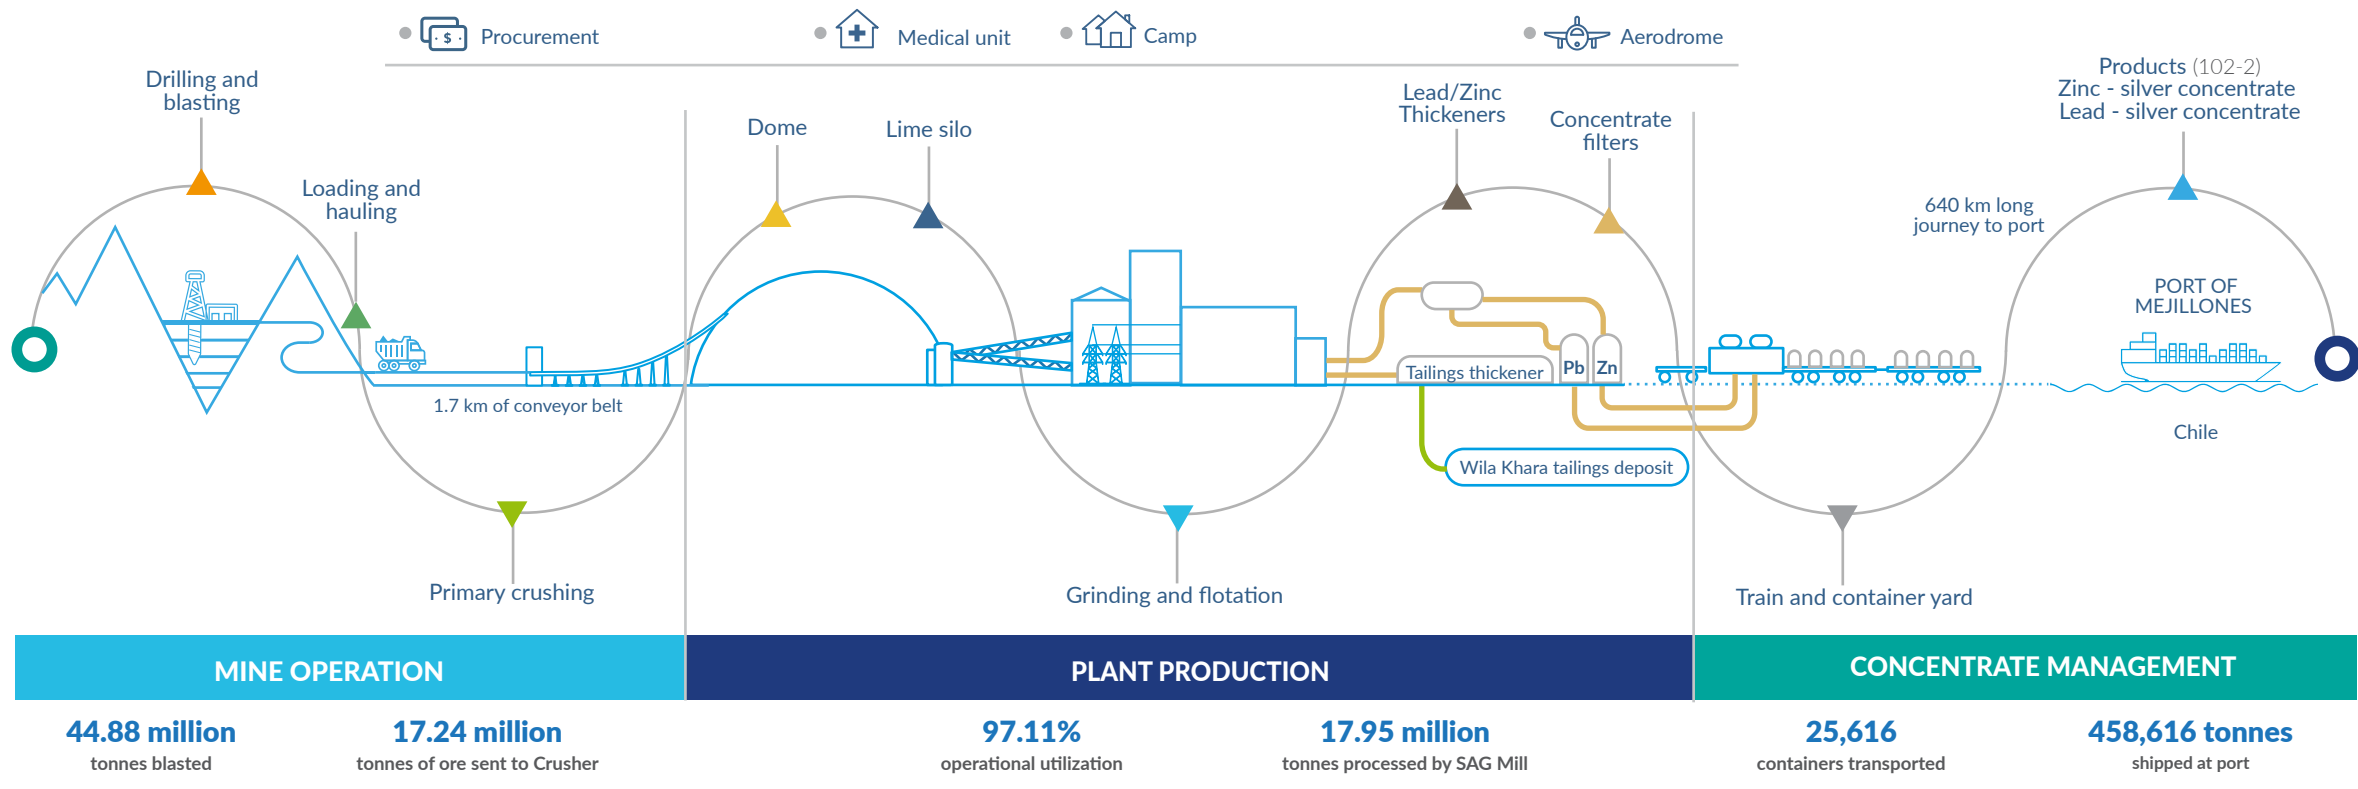 Procurement
Medical unit
Camp
Aerodrome
Drilling and
blasting
Loading and
hauling
Dome
Lime silo
Lead/Zinc
Thickeners
Concentrate
filters
Products (102-2)
Zinc - silver concentrate
Lead - silver concentrate
640 km long
journey to port
PORT OF
MEJILLONES
$
Tailings thickener
Pb
Zn
1.7 km of conveyor belt
Chile
Wila Khara tailings deposit
Primary crushing
Grinding and flotation
Train and container yard
MINE OPERATION
PLANT PRODUCTION
CONCENTRATE MANAGEMENT
44.88 million
tonnes blasted
17.24 million
tonnes of ore sent to Crusher
97.11%
operational utilization
17.95 million
tonnes processed by SAG Mill
25,616
containers transported
458,616 tonnes
shipped at port